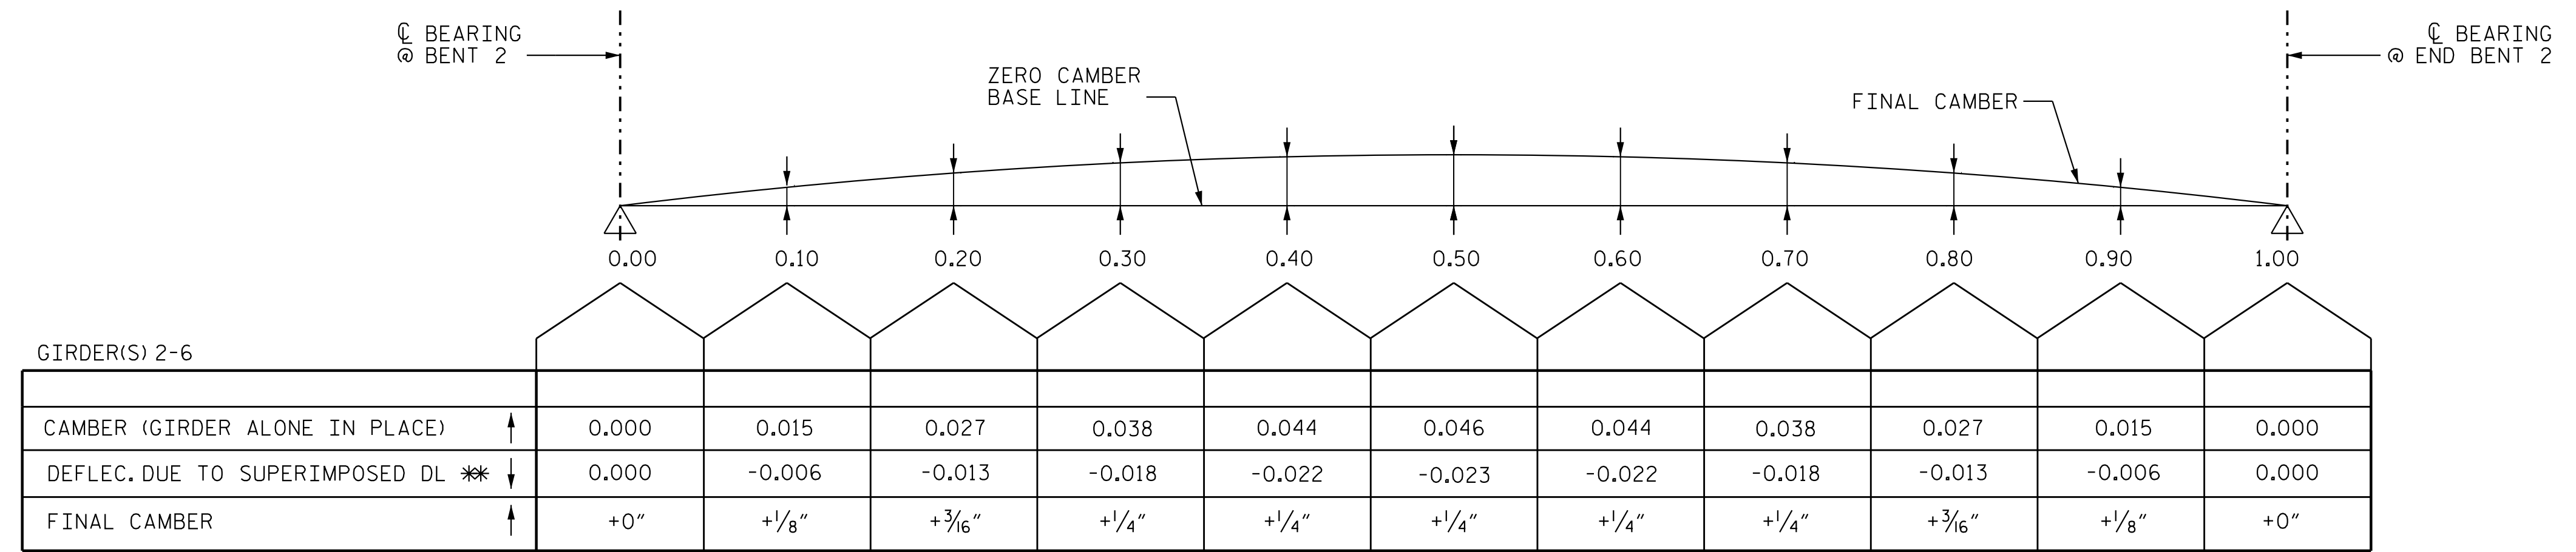 ℄ BEARING
@ BENT 2
℄ BEARING
@ END BENT 2
ZERO CAMBER
BASE LINE
FINAL CAMBER
0.00 0.10 0.20 0.30 0.40 0.50 0.60 0.70 0.80 0.90 1.00
GIRDER(S) 2-6
CAMBER (GIRDER ALONE IN PLACE) 0.000 0.015 0.027 0.038 0.044 0.046 0.044 0.038 0.027 0.015 0.000
DEFLEC. DUE TO SUPERIMPOSED DL ** 0.000 -0.006 -0.013 -0.018 -0.022 -0.023 -0.022 -0.018 -0.013 -0.006 0.000
FINAL CAMBER +0" +1/8" +3/16" +1/4" +1/4" +1/4" +1/4" +1/4" +3/16" +1/8" +0"